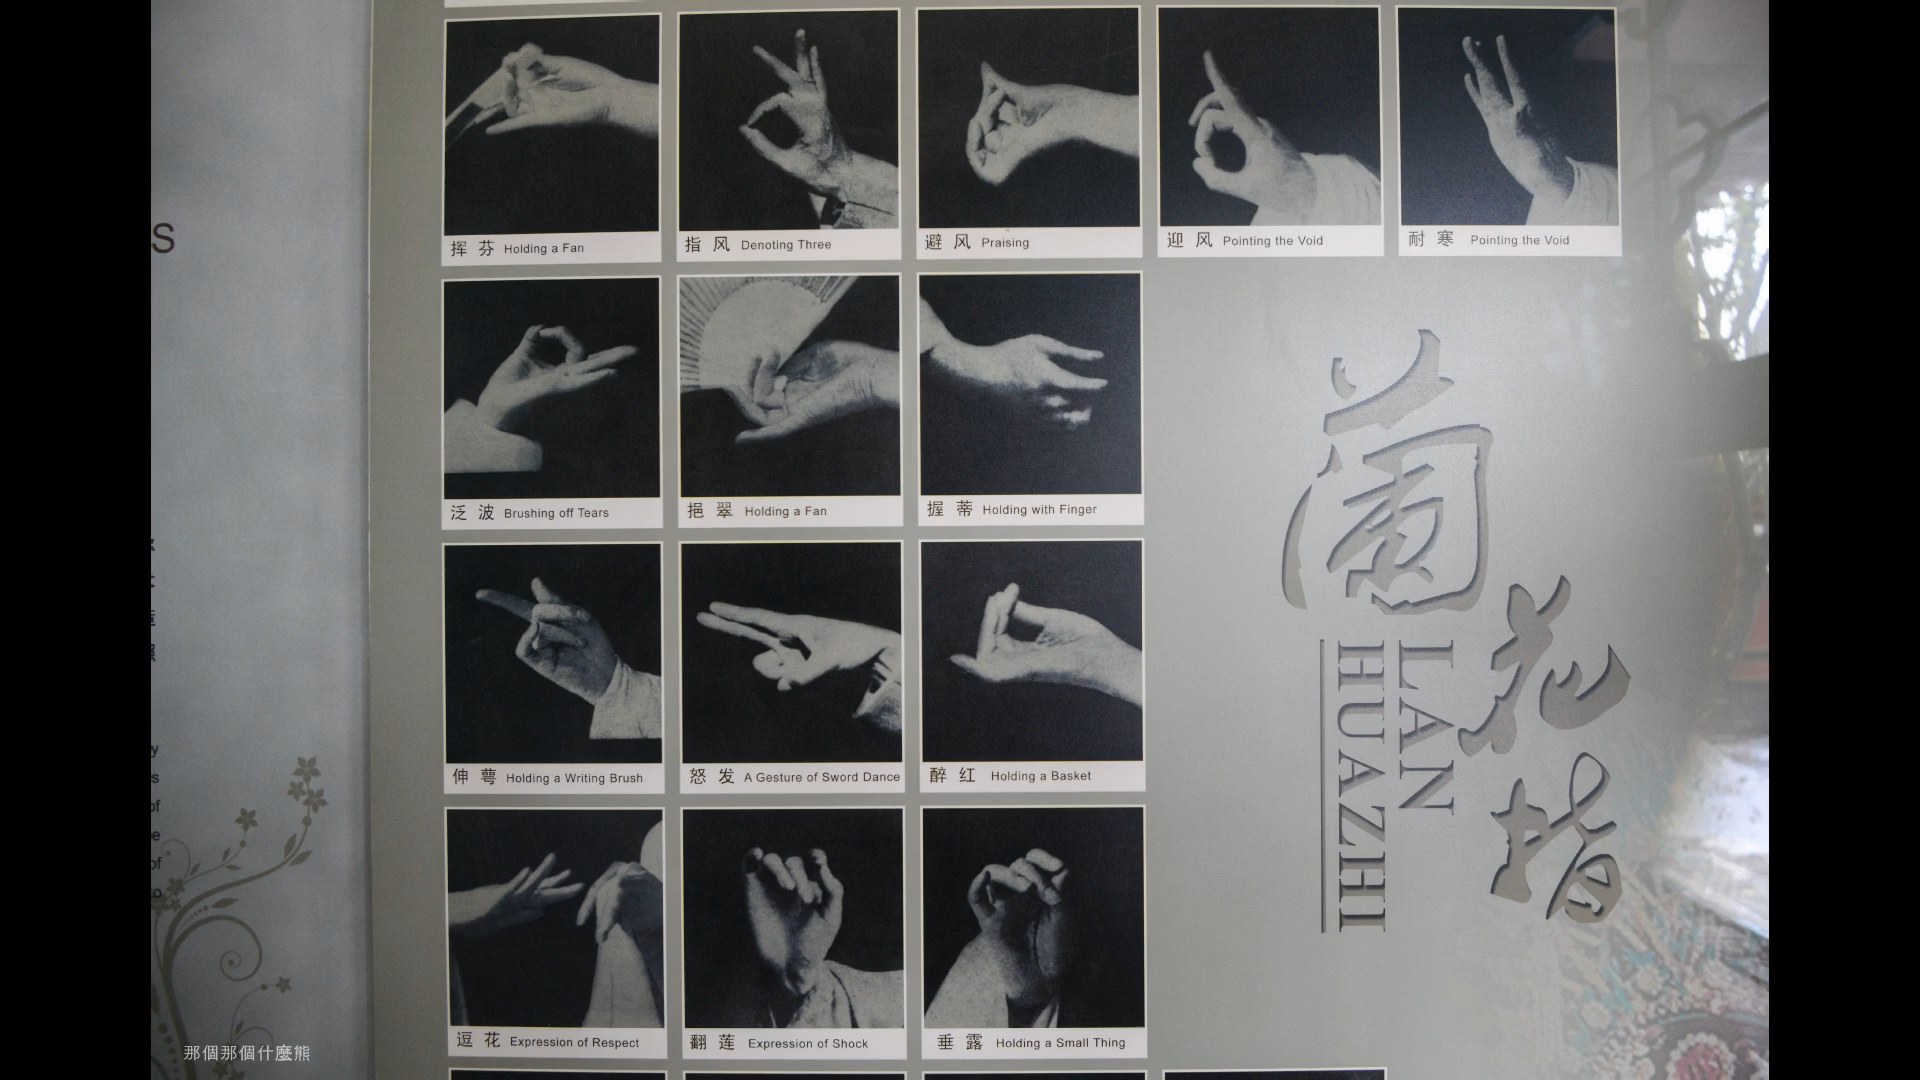 S
挥芬 Holding a Fan
指风 Denoting Three
避风 Praising
迎风 Pointing the Void
耐寒 Pointing the Void
泛波 Brushing off Tears
挹翠 Holding a Fan
握蒂 Holding with Finger
蘭花指
LAN
HUAZHI
伸萼 Holding a Writing Brush
怒发 A Gesture of Sword Dance
醉红 Holding a Basket
逗花 Expression of Respect
翻莲 Expression of Shock
垂露 Holding a Small Thing
y
s
of
e
of
to
那個那個什麼熊